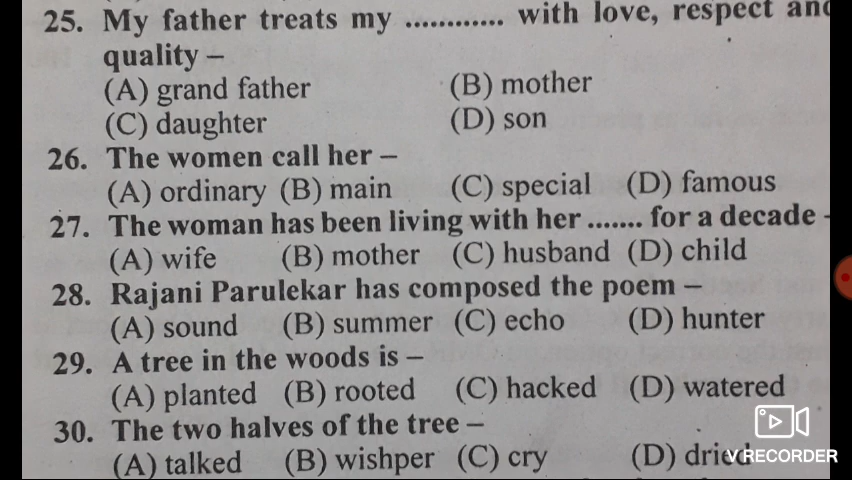 25. My father treats my ............ with love, respect and
quality –
(A) grand father (B) mother
(C) daughter (D) son
26. The women call her –
(A) ordinary (B) main (C) special (D) famous
27. The woman has been living with her ....... for a decade -
(A) wife (B) mother (C) husband (D) child
28. Rajani Parulekar has composed the poem –
(A) sound (B) summer (C) echo (D) hunter
29. A tree in the woods is –
(A) planted (B) rooted (C) hacked (D) watered
30. The two halves of the tree –
(A) talked (B) wishper (C) cry (D) dried
V RECORDER